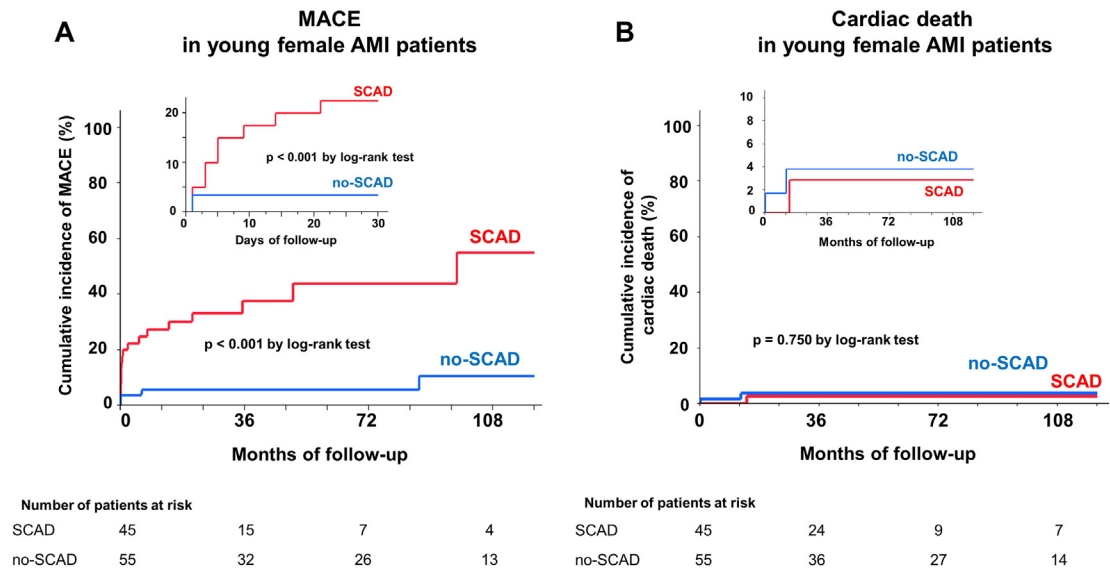 A
MACE
in young female AMI patients
Cumulative incidence of MACE (%)
100
80
60
40
20
0
20
10
0
SCAD
p < 0.001 by log-rank test
no-SCAD
0 10 20 30
Days of follow-up
SCAD
p < 0.001 by log-rank test
no-SCAD
0 36 72 108
Months of follow-up
Number of patients at risk
SCAD 45 15 7 4
no-SCAD 55 32 26 13
B
Cardiac death
in young female AMI patients
Cumulative incidence of
cardiac death (%)
100
80
60
40
20
0
10
8
6
4
2
0
no-SCAD
SCAD
0 36 72 108
Months of follow-up
p = 0.750 by log-rank test
no-SCAD
SCAD
0 36 72 108
Months of follow-up
Number of patients at risk
SCAD 45 24 9 7
no-SCAD 55 36 27 14